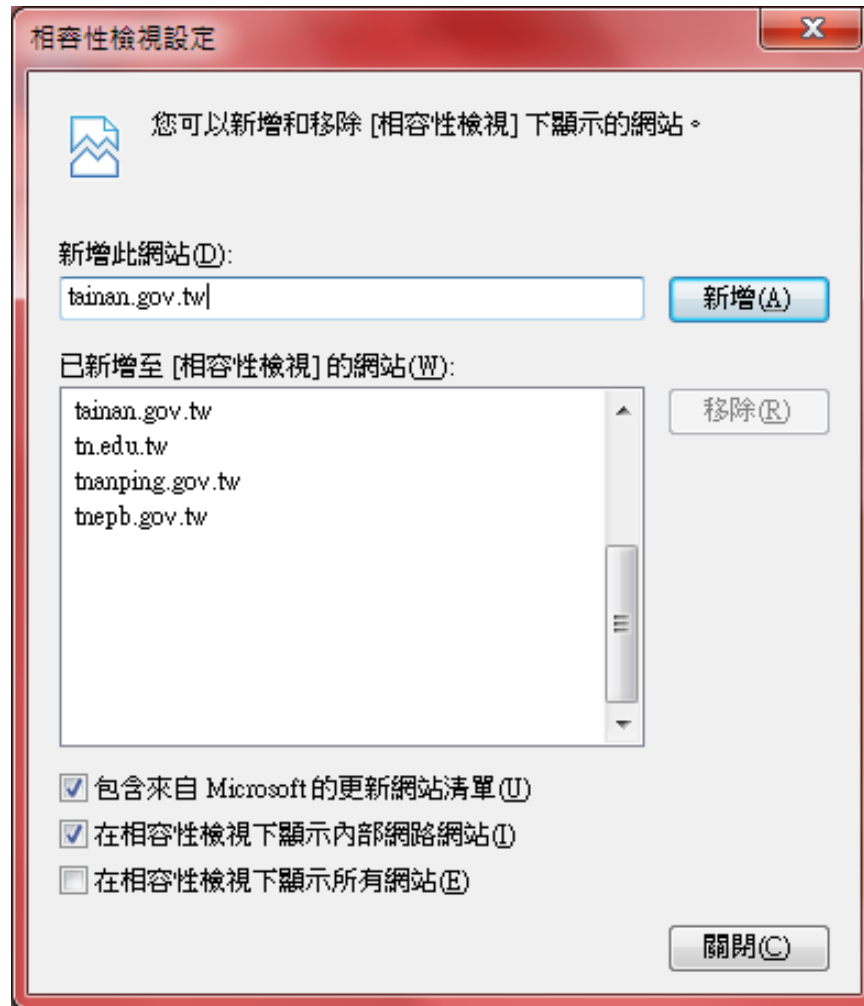 相容性檢視設定
您可以新增和移除 [相容性檢視] 下顯示的網站。
新增此網站(D):
tainan.gov.tw
新增(A)
已新增至 [相容性檢視] 的網站(W):
tainan.gov.tw
移除(R)
tn.edu.tw
tnanping.gov.tw
tnepb.gov.tw
包含來自 Microsoft 的更新網站清單(U)
在相容性檢視下顯示內部網路網站(I)
在相容性檢視下顯示所有網站(E)
關閉(C)